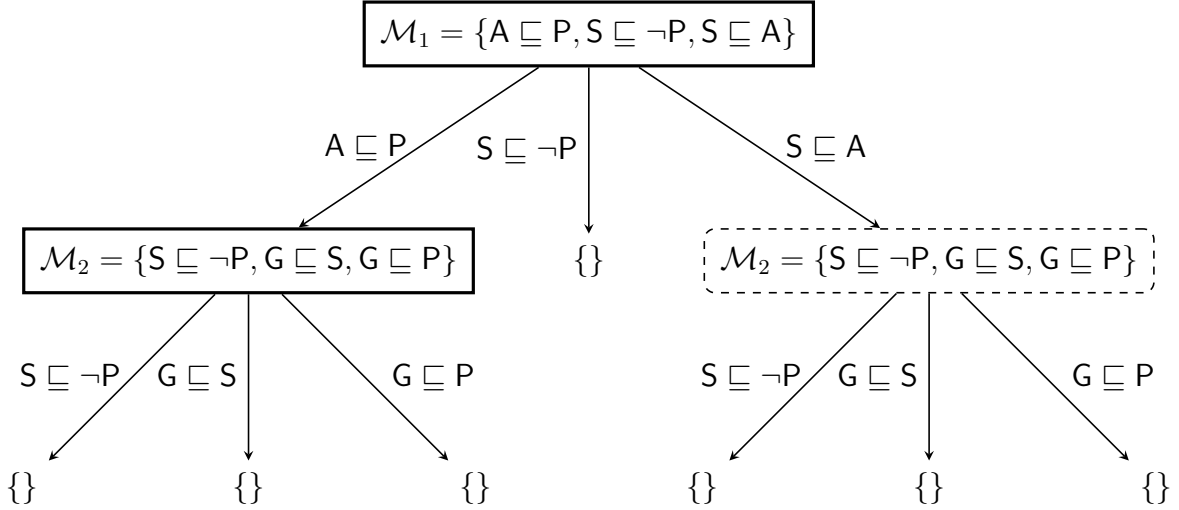 ℳ₁ = {A ⊑ P, S ⊑ ¬P, S ⊑ A}
A ⊑ P
S ⊑ ¬P
S ⊑ A
ℳ₂ = {S ⊑ ¬P, G ⊑ S, G ⊑ P}
{}
ℳ₂ = {S ⊑ ¬P, G ⊑ S, G ⊑ P}
S ⊑ ¬P
G ⊑ S
G ⊑ P
S ⊑ ¬P
G ⊑ S
G ⊑ P
{}
{}
{}
{}
{}
{}